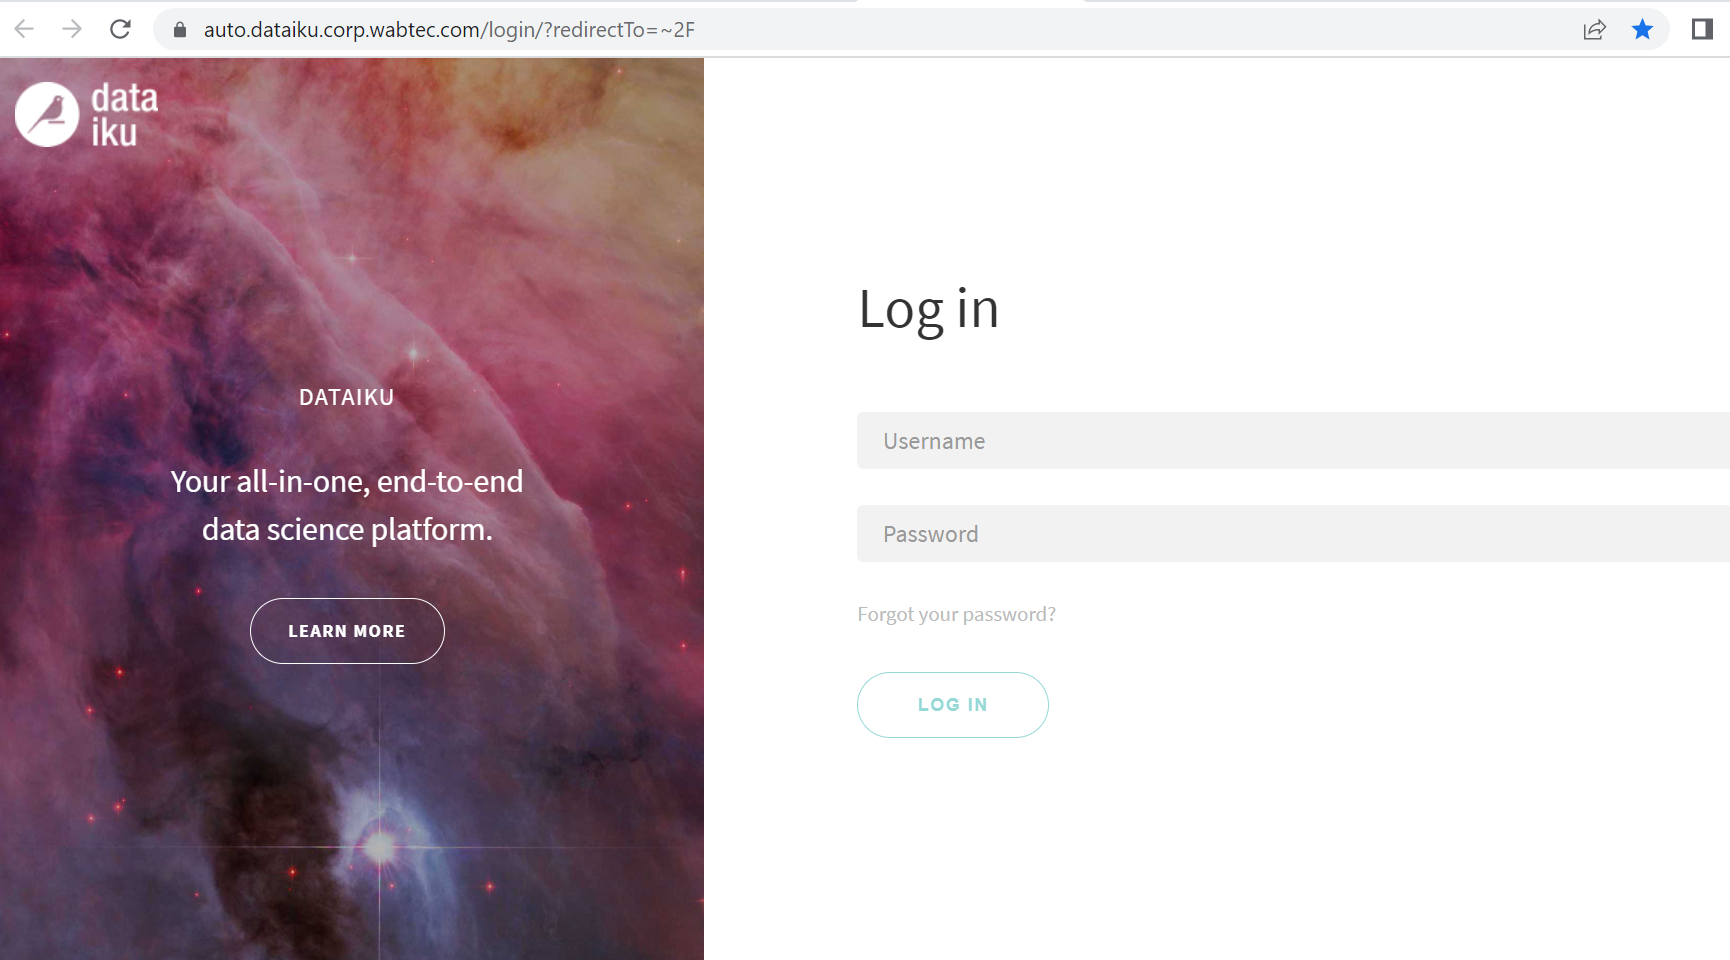 auto.dataiku.corp.wabtec.com/login/?redirectTo=~2F
data
iku
DATAIKU
Your all-in-one, end-to-end
data science platform.
LEARN MORE
Log in
Username
Password
Forgot your password?
LOG IN